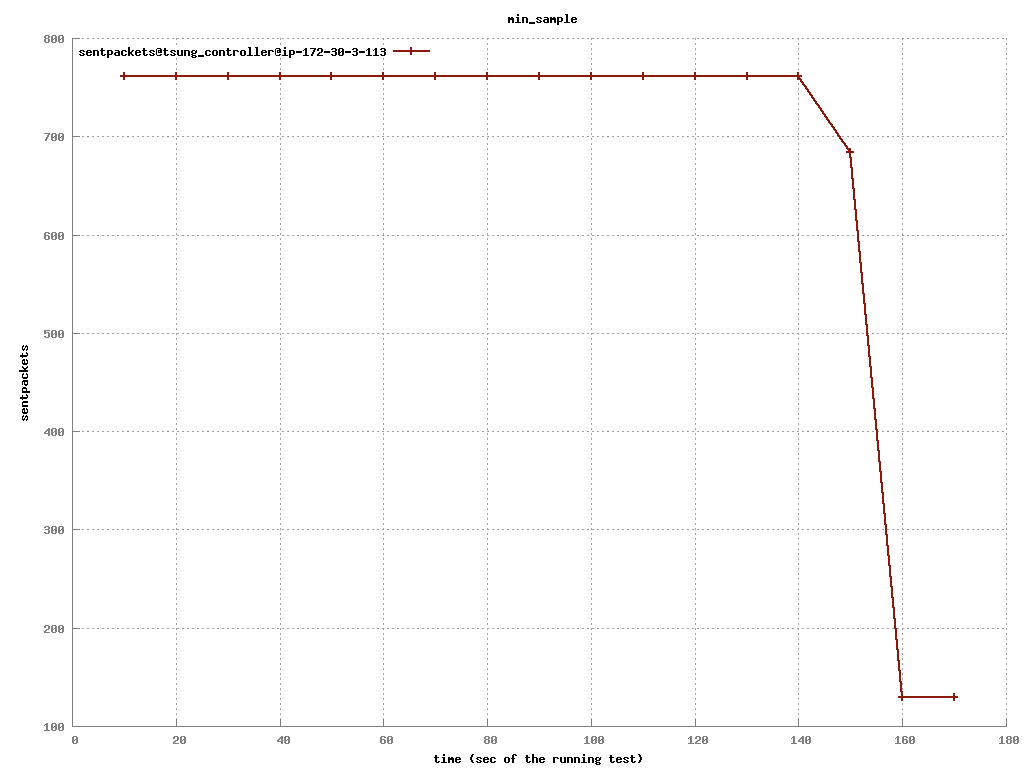 min_sample
sentpackets@tsung_controller@ip-172-30-3-113
800
700
600
500
400
300
200
100
sentpackets
0 20 40 60 80 100 120 140 160 180
time (sec of the running test)